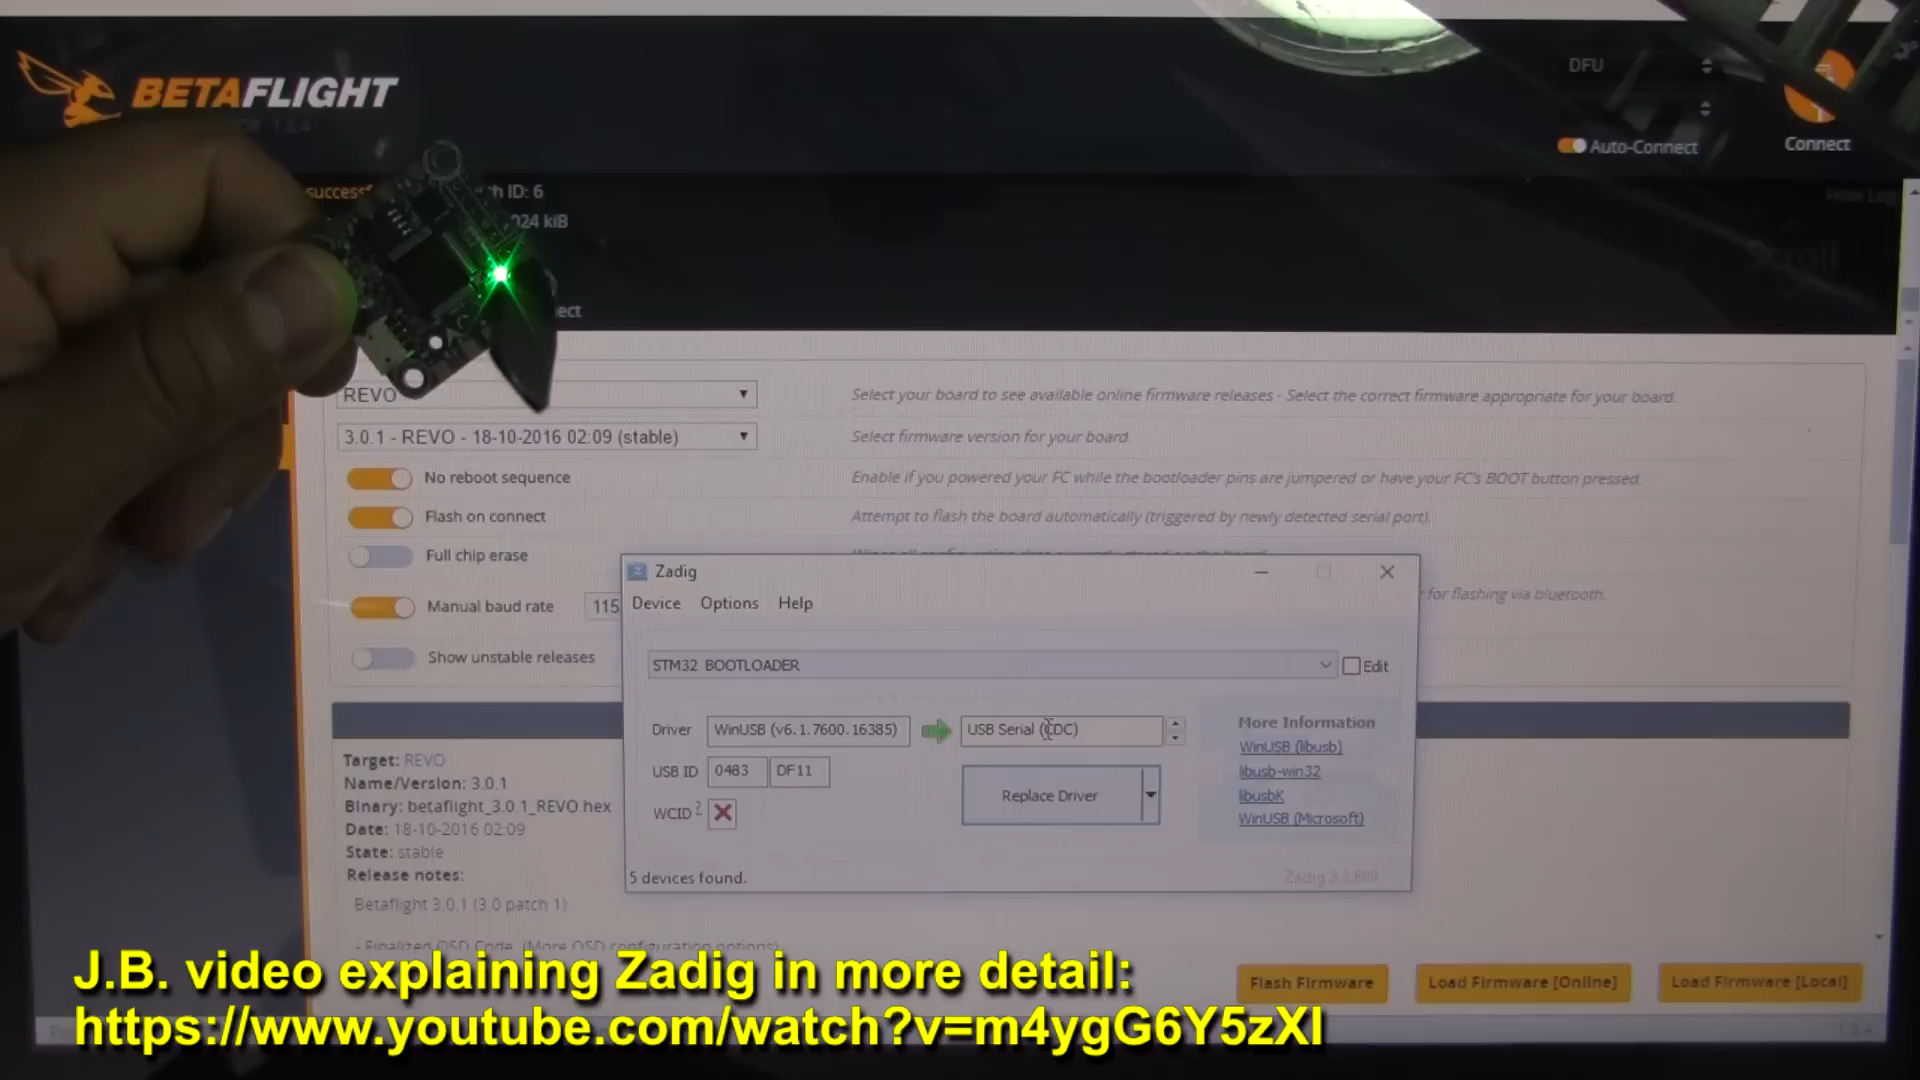 BETAFLIGHT
DFU
Auto-Connect
Connect
ch ID: 6
024 kiB
Scroll
REVO
Select your board to see available online firmware releases - Select the correct firmware appropriate for your board.
3.0.1 - REVO - 18-10-2016 02:09 (stable)
Select firmware version for your board.
No reboot sequence
Enable if you powered your FC while the bootloader pins are jumpered or have your FC's BOOT button pressed.
Flash on connect
Attempt to flash the board automatically (triggered by newly detected serial port).
Full chip erase
Manual baud rate
115
for flashing via bluetooth.
Show unstable releases
Zadig
Device Options Help
STM32 BOOTLOADER
Edit
Driver
WinUSB (v6.1.7600.16385)
USB Serial (CDC)
USB ID
0483
DF11
WCID ?
Replace Driver
More Information
WinUSB (libusb)
libusb-win32
libusbK
WinUSB (Microsoft)
5 devices found.
Target: REVO
Name/Version: 3.0.1
Binary: betaflight_3.0.1_REVO.hex
Date: 18-10-2016 02:09
State: stable
Release notes:
Betaflight 3.0.1 (3.0 patch 1)
- Finalized OSD Code. (More OSD configuration options)
Flash Firmware
Load Firmware [Online]
Load Firmware [Local]
J.B. video explaining Zadig in more detail:
https://www.youtube.com/watch?v=m4ygG6Y5zXI